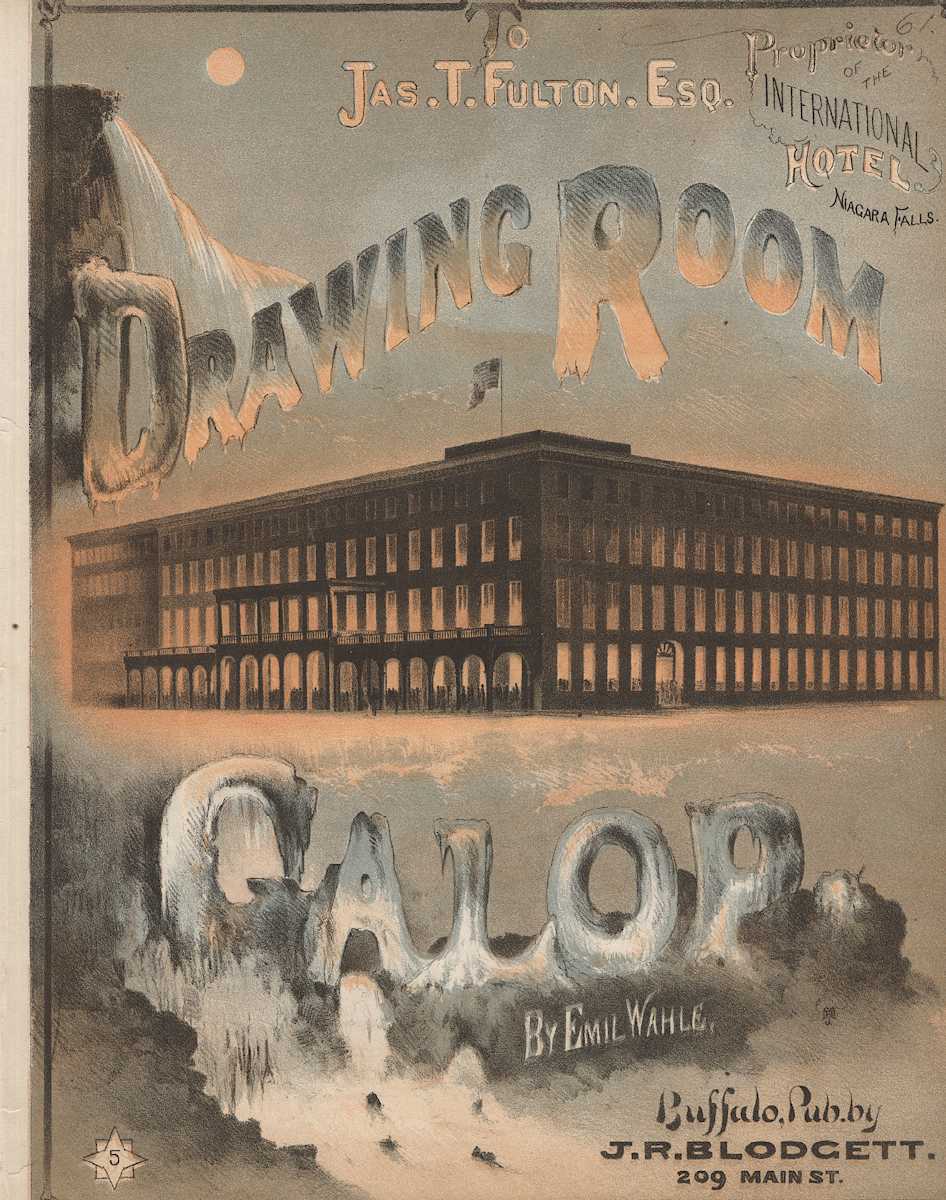 61.
To
Jas. T. Fulton. Esq.
Proprietor
OF THE
INTERNATIONAL
HOTEL.
NIAGARA FALLS.
DRAWING ROOM
GALOP.
By Emil Wahle.
Buffalo, Pub. by
J.R. BLODGETT.
209 MAIN ST.
5